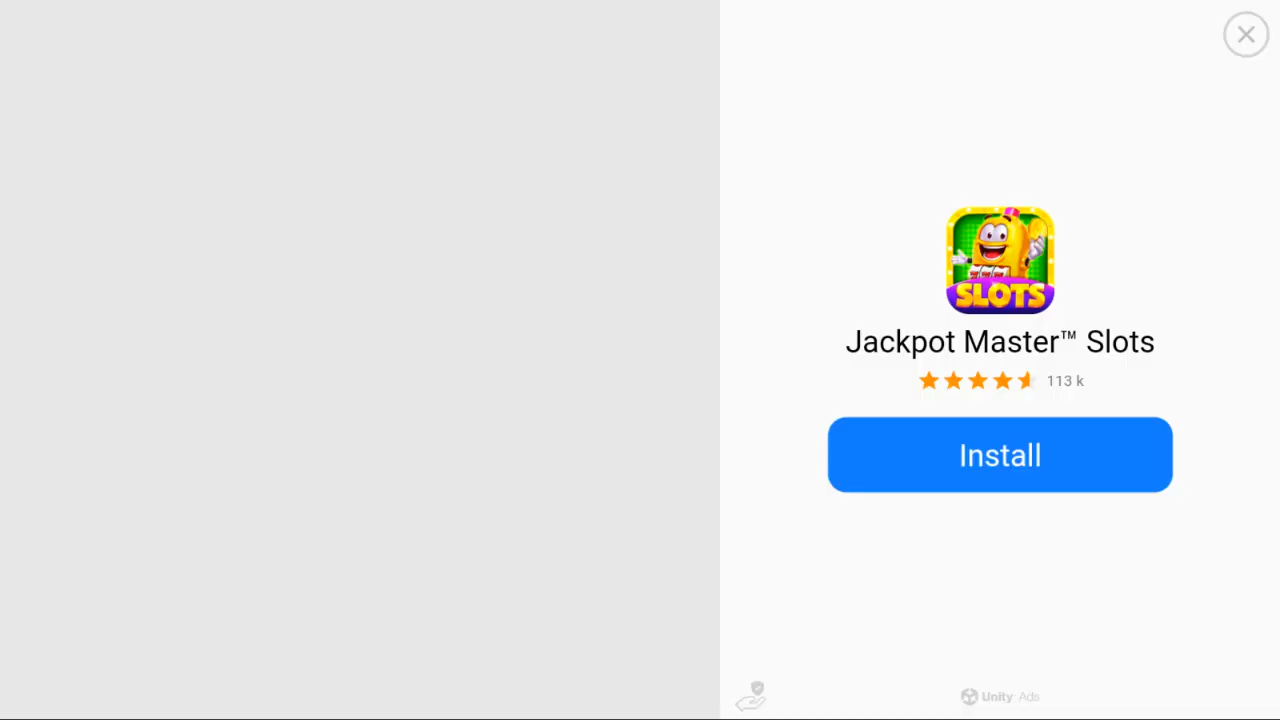 SLOTS
Jackpot Master™ Slots
113 k
Install
Unity Ads